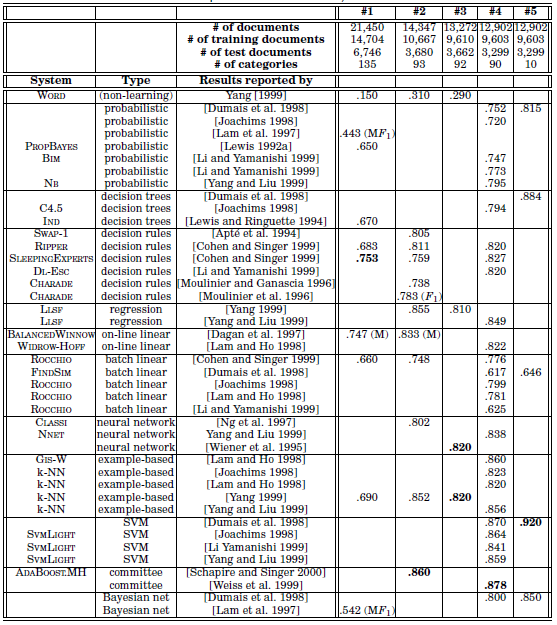 #1 #2 #3 #4 #5
# of documents 21,450 14,347 13,272 12,902 12,902
# of training documents 14,704 10,667 9,610 9,603 9,603
# of test documents 6,746 3,680 3,662 3,299 3,299
# of categories 135 93 92 90 10
System Type Results reported by
WORD (non-learning) Yang [1999] .150 .310 .290
probabilistic [Dumais et al. 1998] .752 .815
probabilistic [Joachims 1998] .720
probabilistic [Lam et al. 1997] .443 (MF1)
PROPBAYES probabilistic [Lewis 1992a] .650
BIM probabilistic [Li and Yamanishi 1999] .747
probabilistic [Li and Yamanishi 1999] .773
NB probabilistic [Yang and Liu 1999] .795
decision trees [Dumais et al. 1998] .884
C4.5 decision trees [Joachims 1998] .794
IND decision trees [Lewis and Ringuette 1994] .670
SWAP-1 decision rules [Apté et al. 1994] .805
RIPPER decision rules [Cohen and Singer 1999] .683 .811 .820
SLEEPINGEXPERTS decision rules [Cohen and Singer 1999] .753 .759 .827
DL-ESC decision rules [Li and Yamanishi 1999] .820
CHARADE decision rules [Moulinier and Ganascia 1996] .738
CHARADE decision rules [Moulinier et al. 1996] .783 (F1)
LLSF regression [Yang 1999] .855 .810
LLSF regression [Yang and Liu 1999] .849
BALANCEDWINNOW on-line linear [Dagan et al. 1997] .747 (M) .833 (M)
WIDROW-HOFF on-line linear [Lam and Ho 1998] .822
ROCCHIO batch linear [Cohen and Singer 1999] .660 .748 .776
FINDSIM batch linear [Dumais et al. 1998] .617 .646
ROCCHIO batch linear [Joachims 1998] .799
ROCCHIO batch linear [Lam and Ho 1998] .781
ROCCHIO batch linear [Li and Yamanishi 1999] .625
CLASSI neural network [Ng et al. 1997] .802
NNET neural network Yang and Liu 1999] .838
neural network [Wiener et al. 1995] .820
GIS-W example-based [Lam and Ho 1998] .860
k-NN example-based [Joachims 1998] .823
k-NN example-based [Lam and Ho 1998] .820
k-NN example-based [Yang 1999] .690 .852 .820
k-NN example-based [Yang and Liu 1999] .856
SVM [Dumais et al. 1998] .870 .920
SVMLIGHT SVM [Joachims 1998] .864
SVMLIGHT SVM [Li Yamanishi 1999] .841
SVMLIGHT SVM [Yang and Liu 1999] .859
ADABOOST.MH committee [Schapire and Singer 2000] .860
committee [Weiss et al. 1999] .878
Bayesian net [Dumais et al. 1998] .800 .850
Bayesian net [Lam et al. 1997] .542 (MF1)